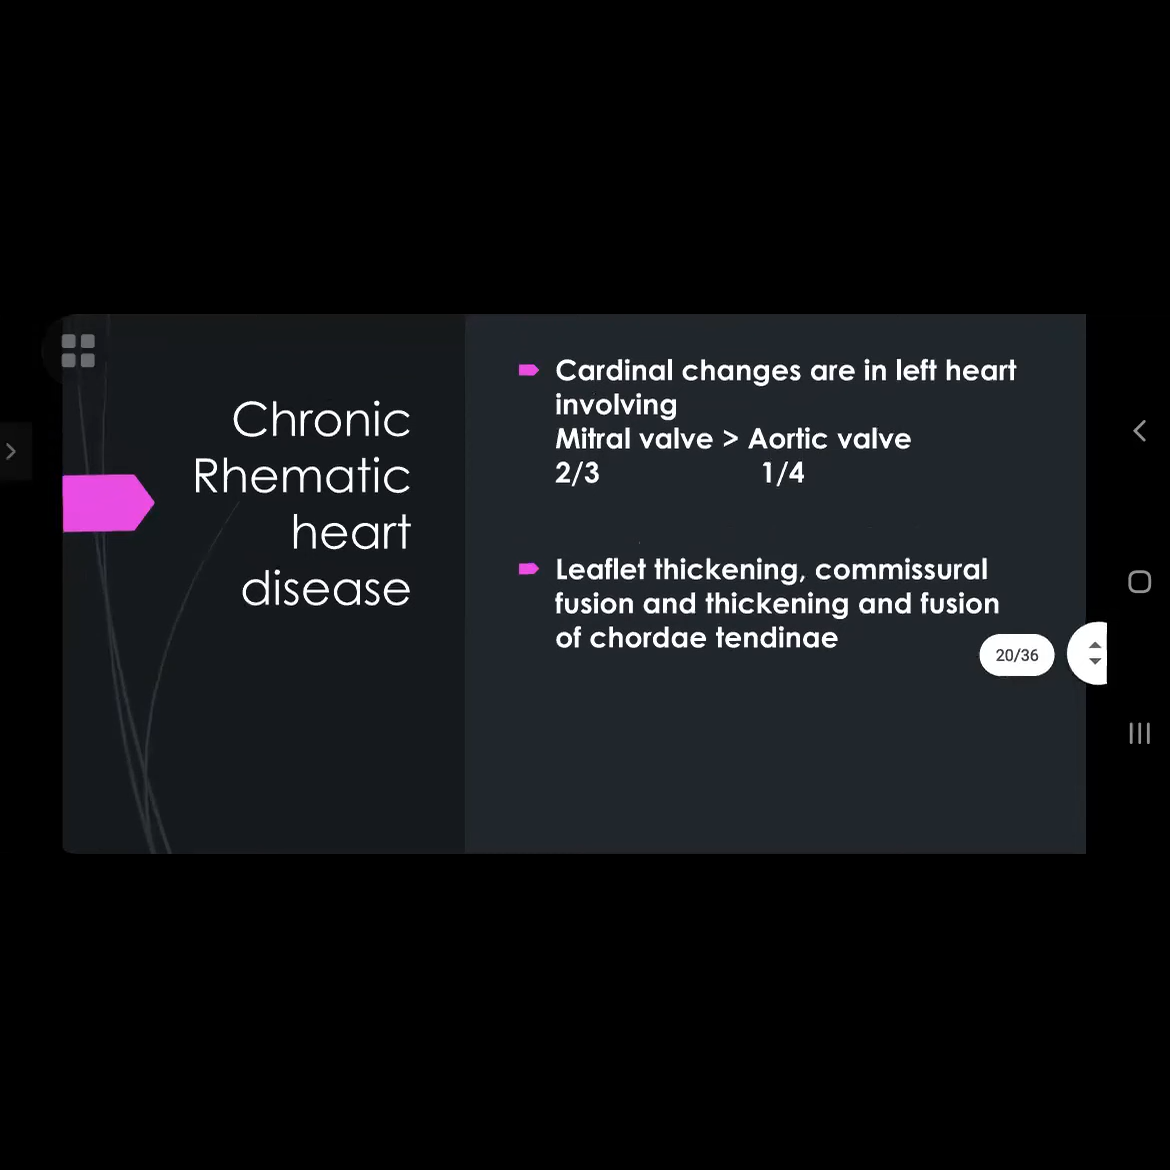 Chronic
Rhematic
heart
disease
Cardinal changes are in left heart
involving
Mitral valve > Aortic valve
2/3 1/4
Leaflet thickening, commissural
fusion and thickening and fusion
of chordae tendinae
20/36